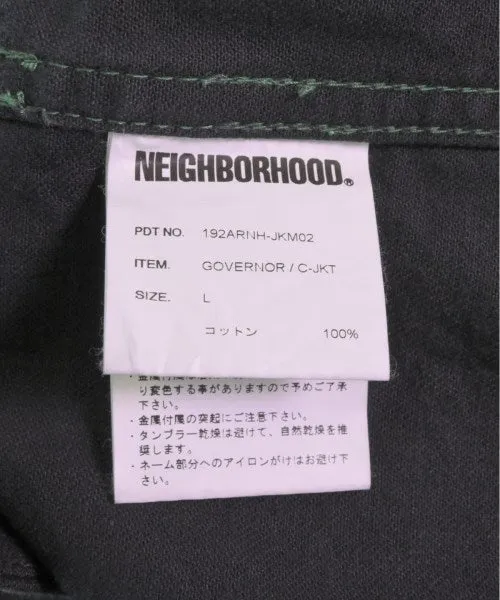 NEIGHBORHOOD®
PDT NO. 192ARNH-JKM02
ITEM. GOVERNOR / C-JKT
SIZE. L
コットン 100%
り変色する事がありますので予めご了承
下さい。
・金属付属の突起にご注意下さい。
・タンブラー乾燥は避けて、自然乾燥を推
奨します。
・ネーム部分へのアイロンがけはお避け下
さい。